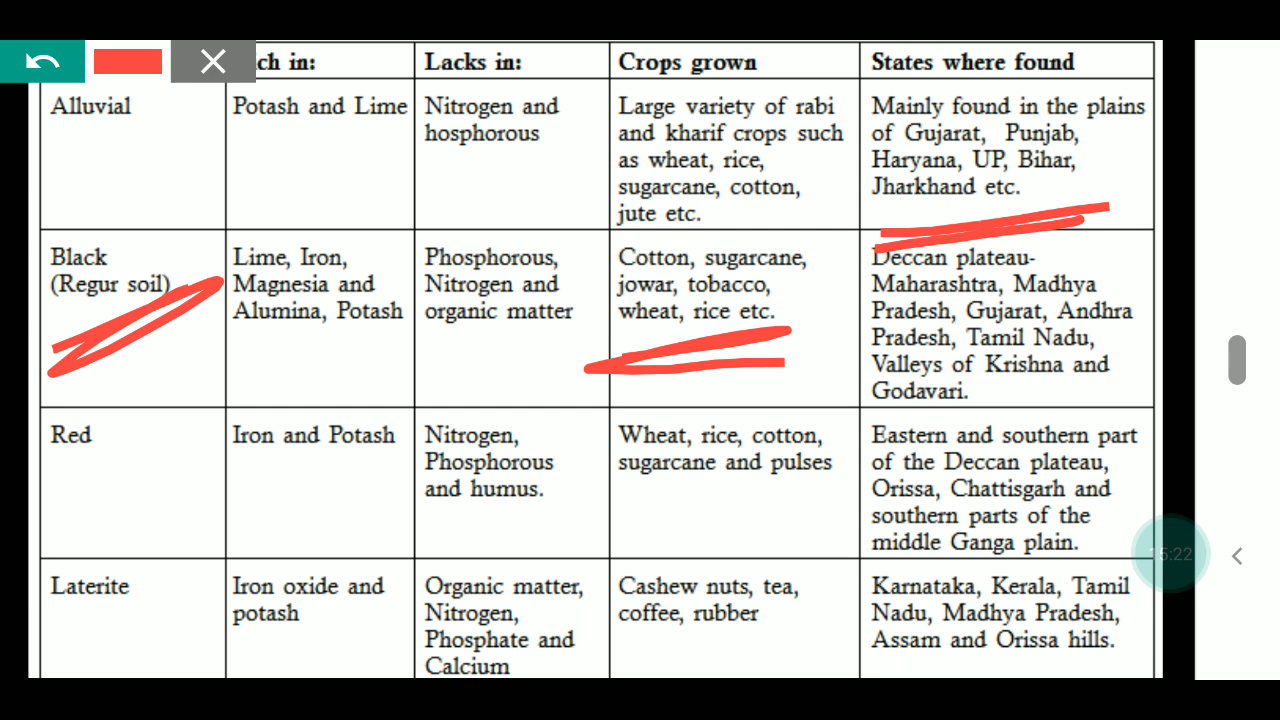 ch in:
Lacks in:
Crops grown
States where found
Alluvial
Potash and Lime
Nitrogen and
hosphorous
Large variety of rabi
and kharif crops such
as wheat, rice,
sugarcane, cotton,
jute etc.
Mainly found in the plains
of Gujarat, Punjab,
Haryana, UP, Bihar,
Jharkhand etc.
Black
(Regur soil)
Lime, Iron,
Magnesia and
Alumina, Potash
Phosphorous,
Nitrogen and
organic matter
Cotton, sugarcane,
jowar, tobacco,
wheat, rice etc.
Deccan plateau-
Maharashtra, Madhya
Pradesh, Gujarat, Andhra
Pradesh, Tamil Nadu,
Valleys of Krishna and
Godavari.
Red
Iron and Potash
Nitrogen,
Phosphorous
and humus.
Wheat, rice, cotton,
sugarcane and pulses
Eastern and southern part
of the Deccan plateau,
Orissa, Chattisgarh and
southern parts of the
middle Ganga plain.
15:22
Laterite
Iron oxide and
potash
Organic matter,
Nitrogen,
Phosphate and
Calcium
Cashew nuts, tea,
coffee, rubber
Karnataka, Kerala, Tamil
Nadu, Madhya Pradesh,
Assam and Orissa hills.